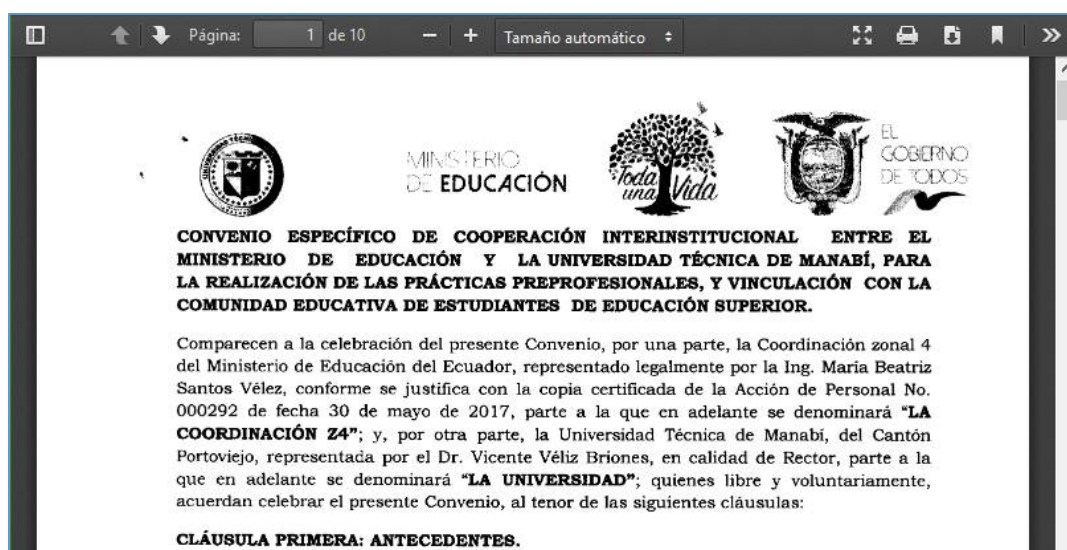 Página: 1 de 10 Tamaño automático
MINISTERIO
DE EDUCACIÓN
Toda
una Vida
EL
GOBIERNO
DE TODOS
CONVENIO ESPECÍFICO DE COOPERACIÓN INTERINSTITUCIONAL ENTRE EL
MINISTERIO DE EDUCACIÓN Y LA UNIVERSIDAD TÉCNICA DE MANABÍ, PARA
LA REALIZACIÓN DE LAS PRÁCTICAS PREPROFESIONALES, Y VINCULACIÓN CON LA
COMUNIDAD EDUCATIVA DE ESTUDIANTES DE EDUCACIÓN SUPERIOR.
Comparecen a la celebración del presente Convenio, por una parte, la Coordinación zonal 4
del Ministerio de Educación del Ecuador, representado legalmente por la Ing. María Beatriz
Santos Vélez, conforme se justifica con la copia certificada de la Acción de Personal No.
000292 de fecha 30 de mayo de 2017, parte a la que en adelante se denominará "LA
COORDINACIÓN Z4"; y, por otra parte, la Universidad Técnica de Manabí, del Cantón
Portoviejo, representada por el Dr. Vicente Véliz Briones, en calidad de Rector, parte a la
que en adelante se denominará "LA UNIVERSIDAD"; quienes libre y voluntariamente,
acuerdan celebrar el presente Convenio, al tenor de las siguientes cláusulas:
CLÁUSULA PRIMERA: ANTECEDENTES.